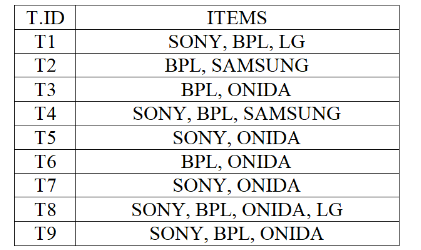 T.ID ITEMS
T1 SONY, BPL, LG
T2 BPL, SAMSUNG
T3 BPL, ONIDA
T4 SONY, BPL, SAMSUNG
T5 SONY, ONIDA
T6 BPL, ONIDA
T7 SONY, ONIDA
T8 SONY, BPL, ONIDA, LG
T9 SONY, BPL, ONIDA